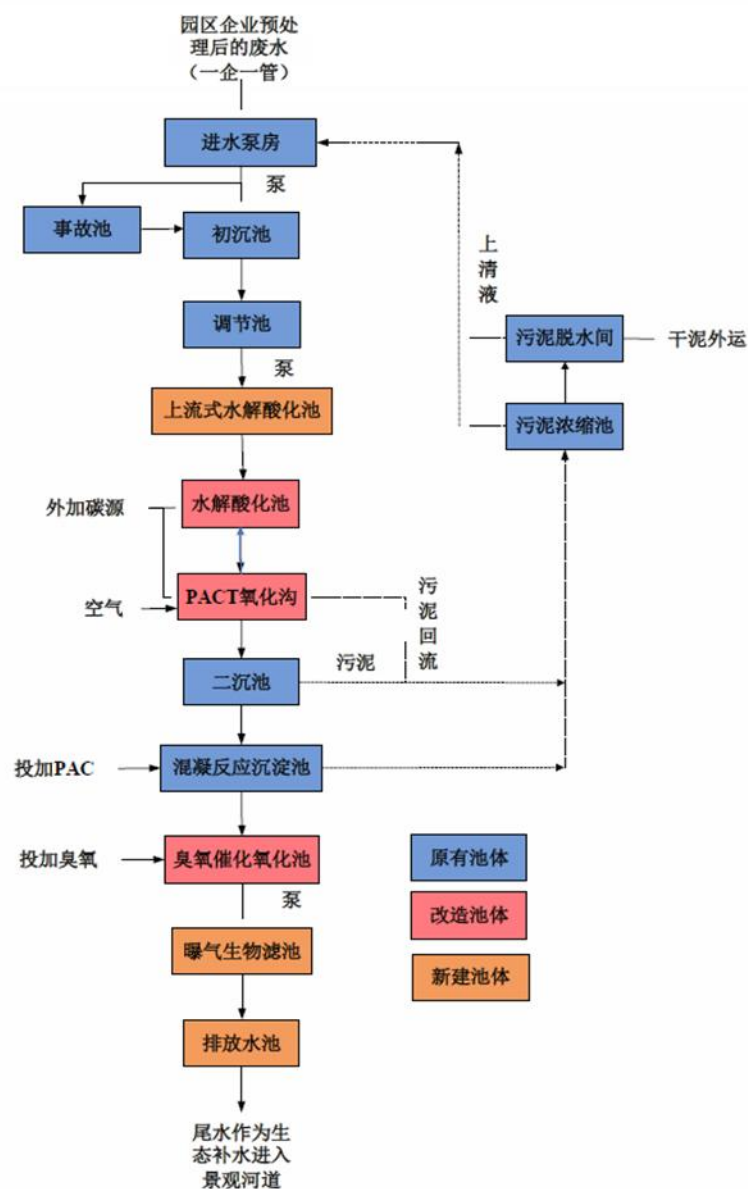 园区企业预处
理后的废水
（一企一管）
进水泵房
泵
事故池
初沉池
上清液
调节池
污泥脱水间
干泥外运
泵
上流式水解酸化池
污泥浓缩池
外加碳源
水解酸化池
空气
PACT氧化沟
污泥回流
污泥
二沉池
投加PAC
混凝反应沉淀池
投加臭氧
臭氧催化氧化池
原有池体
泵
改造池体
曝气生物滤池
新建池体
排放水池
尾水作为生
态补水进入
景观河道